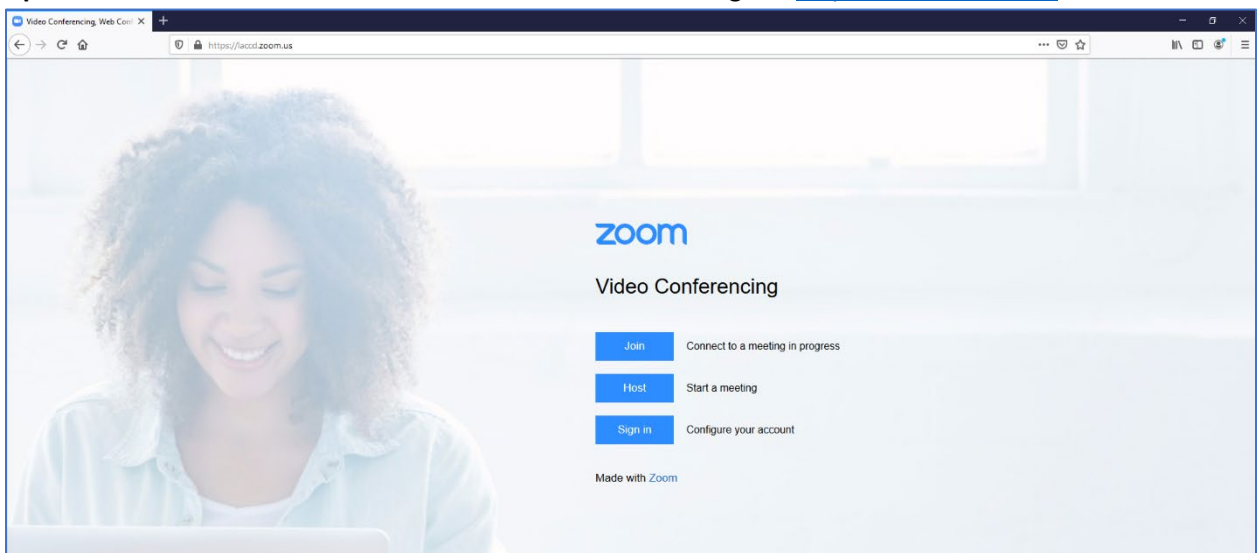 Video Conferencing, Web Conf
https://laccd.zoom.us
zoom
Video Conferencing
Join Connect to a meeting in progress
Host Start a meeting
Sign in Configure your account
Made with Zoom